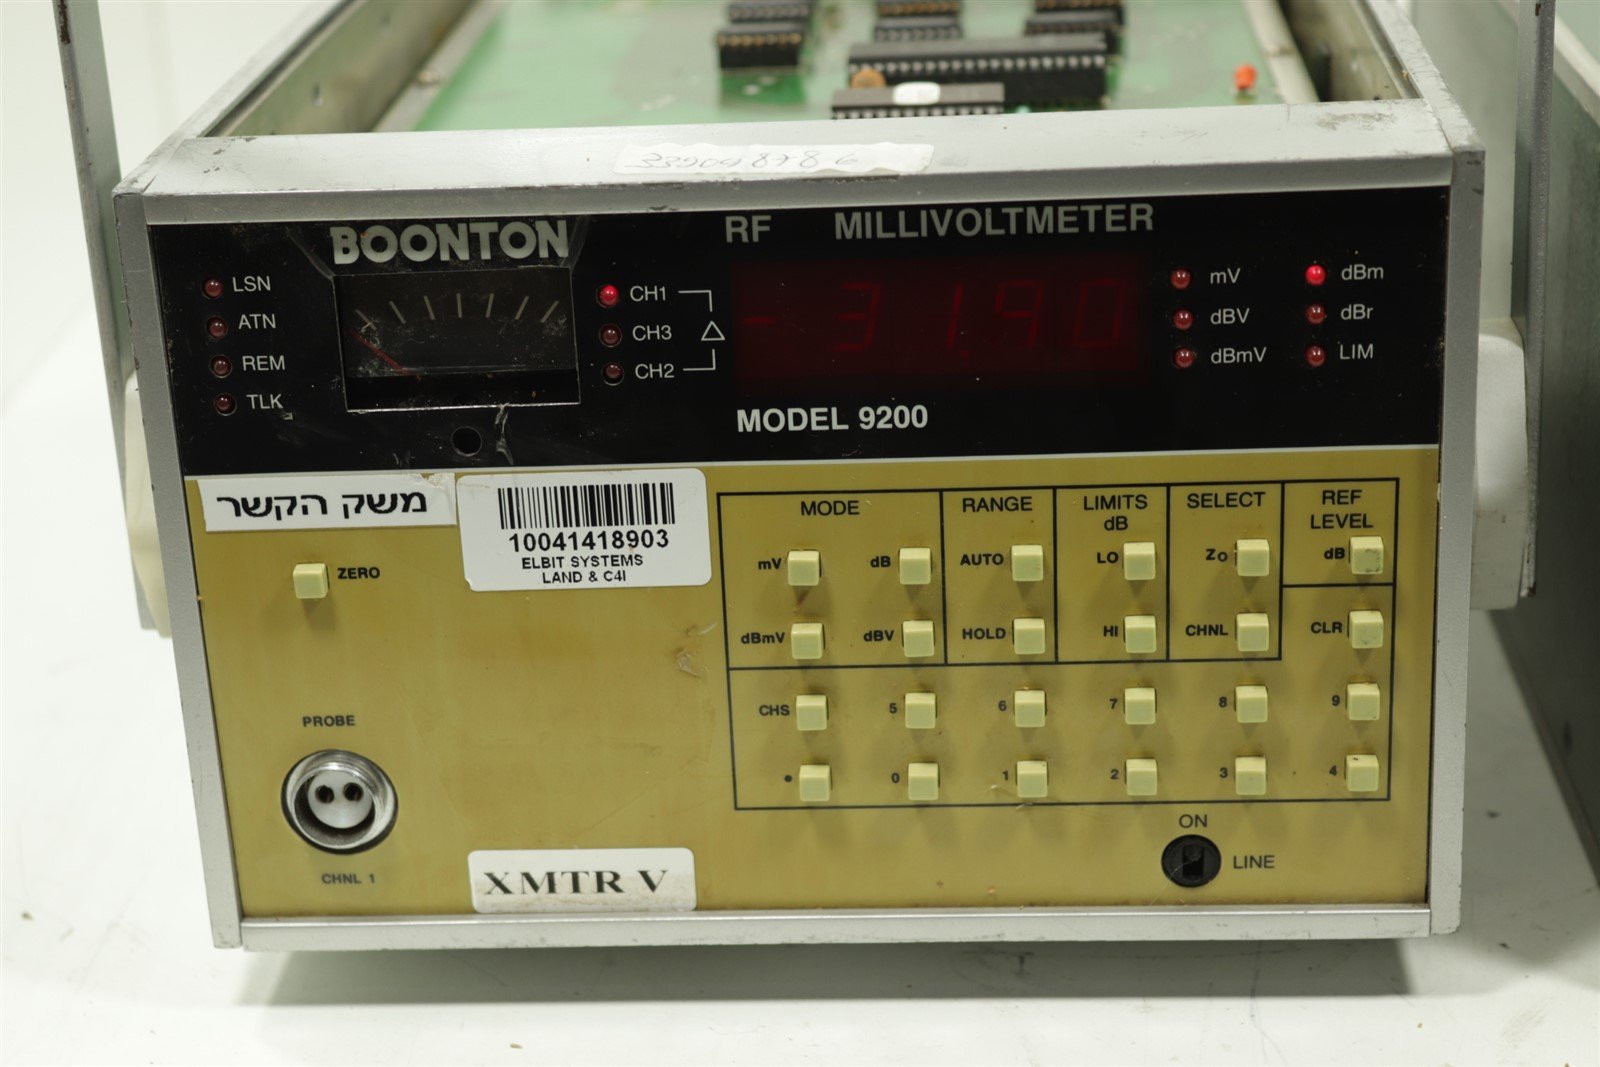 BOONTON
RF MILLIVOLTMETER
LSN
ATN
REM
TLK
CH1
CH3
CH2
mV
dBV
dBmV
dBm
dBr
LIM
MODEL 9200
משק הקשר
10041418903
ELBIT SYSTEMS
LAND & C4I
ZERO
PROBE
CHNL 1
XMTR V
MODE
RANGE
LIMITS
dB
SELECT
REF
LEVEL
mV
dB
AUTO
LO
Zo
dB
dBmV
dBV
HOLD
HI
CHNL
CLR
CHS
5
6
7
8
9
•
0
1
2
3
4
ON
LINE